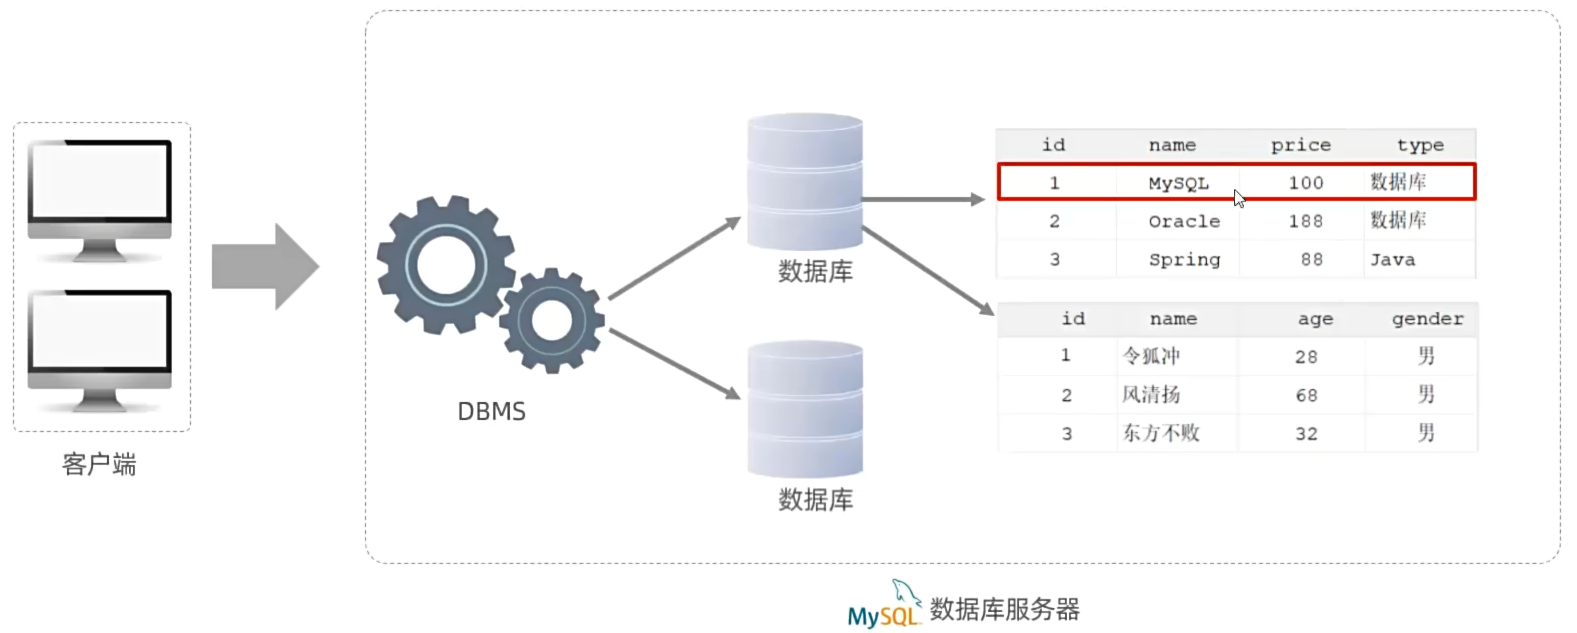 客户端
DBMS
数据库
数据库
id name price type
1 MySQL 100 数据库
2 Oracle 188 数据库
3 Spring 88 Java
id name age gender
1 令狐冲 28 男
2 风清扬 68 男
3 东方不败 32 男
MySQL 数据库服务器